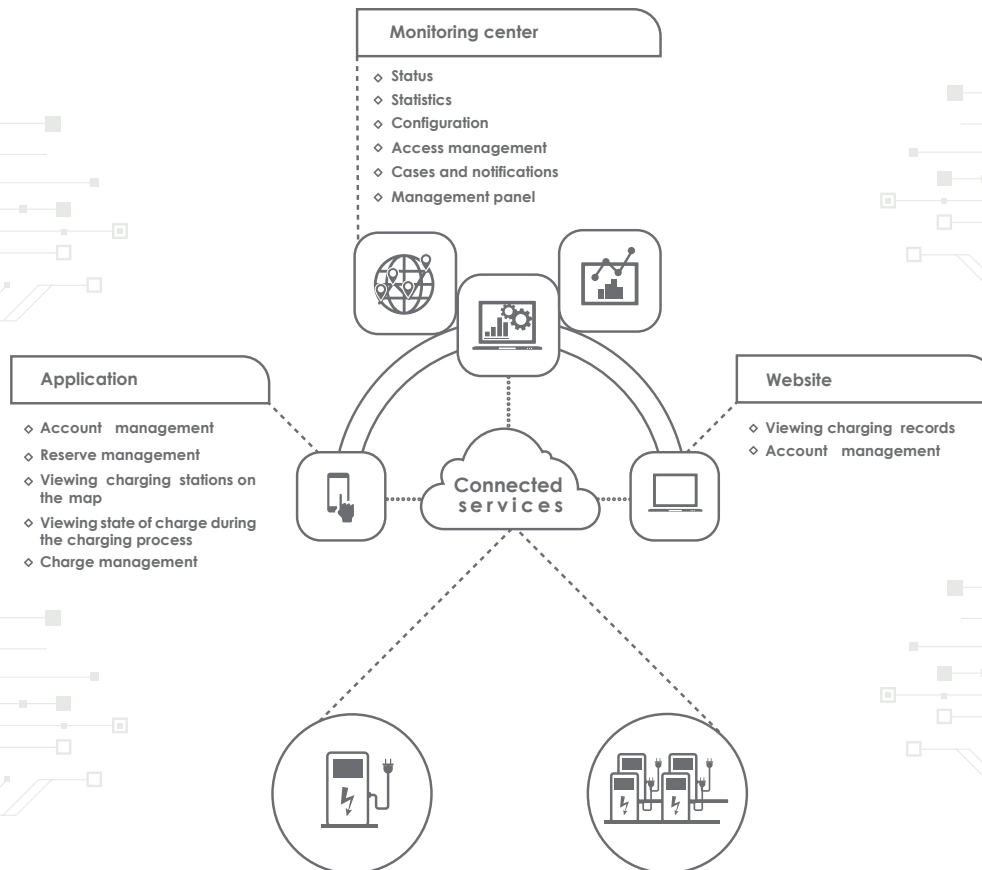 Monitoring center
Status
Statistics
Configuration
Access management
Cases and notifications
Management panel
Application
Account management
Reserve management
Viewing charging stations on
the map
Viewing state of charge during
the charging process
Charge management
Website
Viewing charging records
Account management
Connected
services